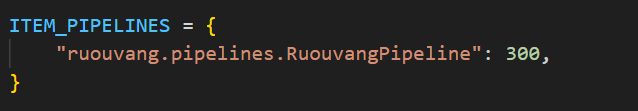 ITEM_PIPELINES = {
    "ruouvang.pipelines.RuouvangPipeline": 300,
}